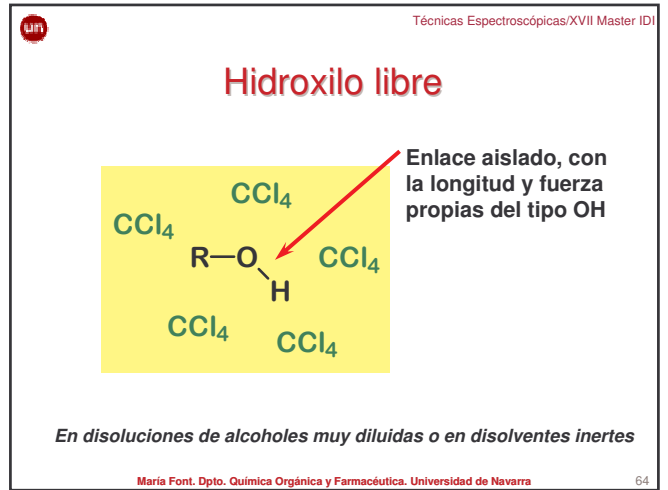 un
Técnicas Espectroscópicas/XVII Master IDI
Hidroxilo libre
Enlace aislado, con
la longitud y fuerza
propias del tipo OH
CCl₄
CCl₄
R—O
CCl₄
H
CCl₄
CCl₄
En disoluciones de alcoholes muy diluidas o en disolventes inertes
María Font. Dpto. Química Orgánica y Farmacéutica. Universidad de Navarra
64